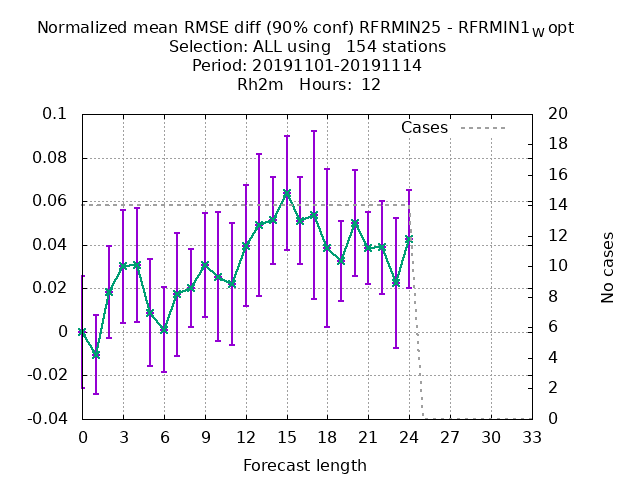 Normalized mean RMSE diff (90% conf) RFRMIN25 - RFRMIN1w opt
Selection: ALL using 154 stations
Period: 20191101-20191114
Rh2m Hours: 12
Cases
0.1
0.08
0.06
0.04
0.02
0
-0.02
-0.04
20
18
16
14
12
10
8
6
4
2
0
No cases
0 3 6 9 12 15 18 21 24 27 30 33
Forecast length